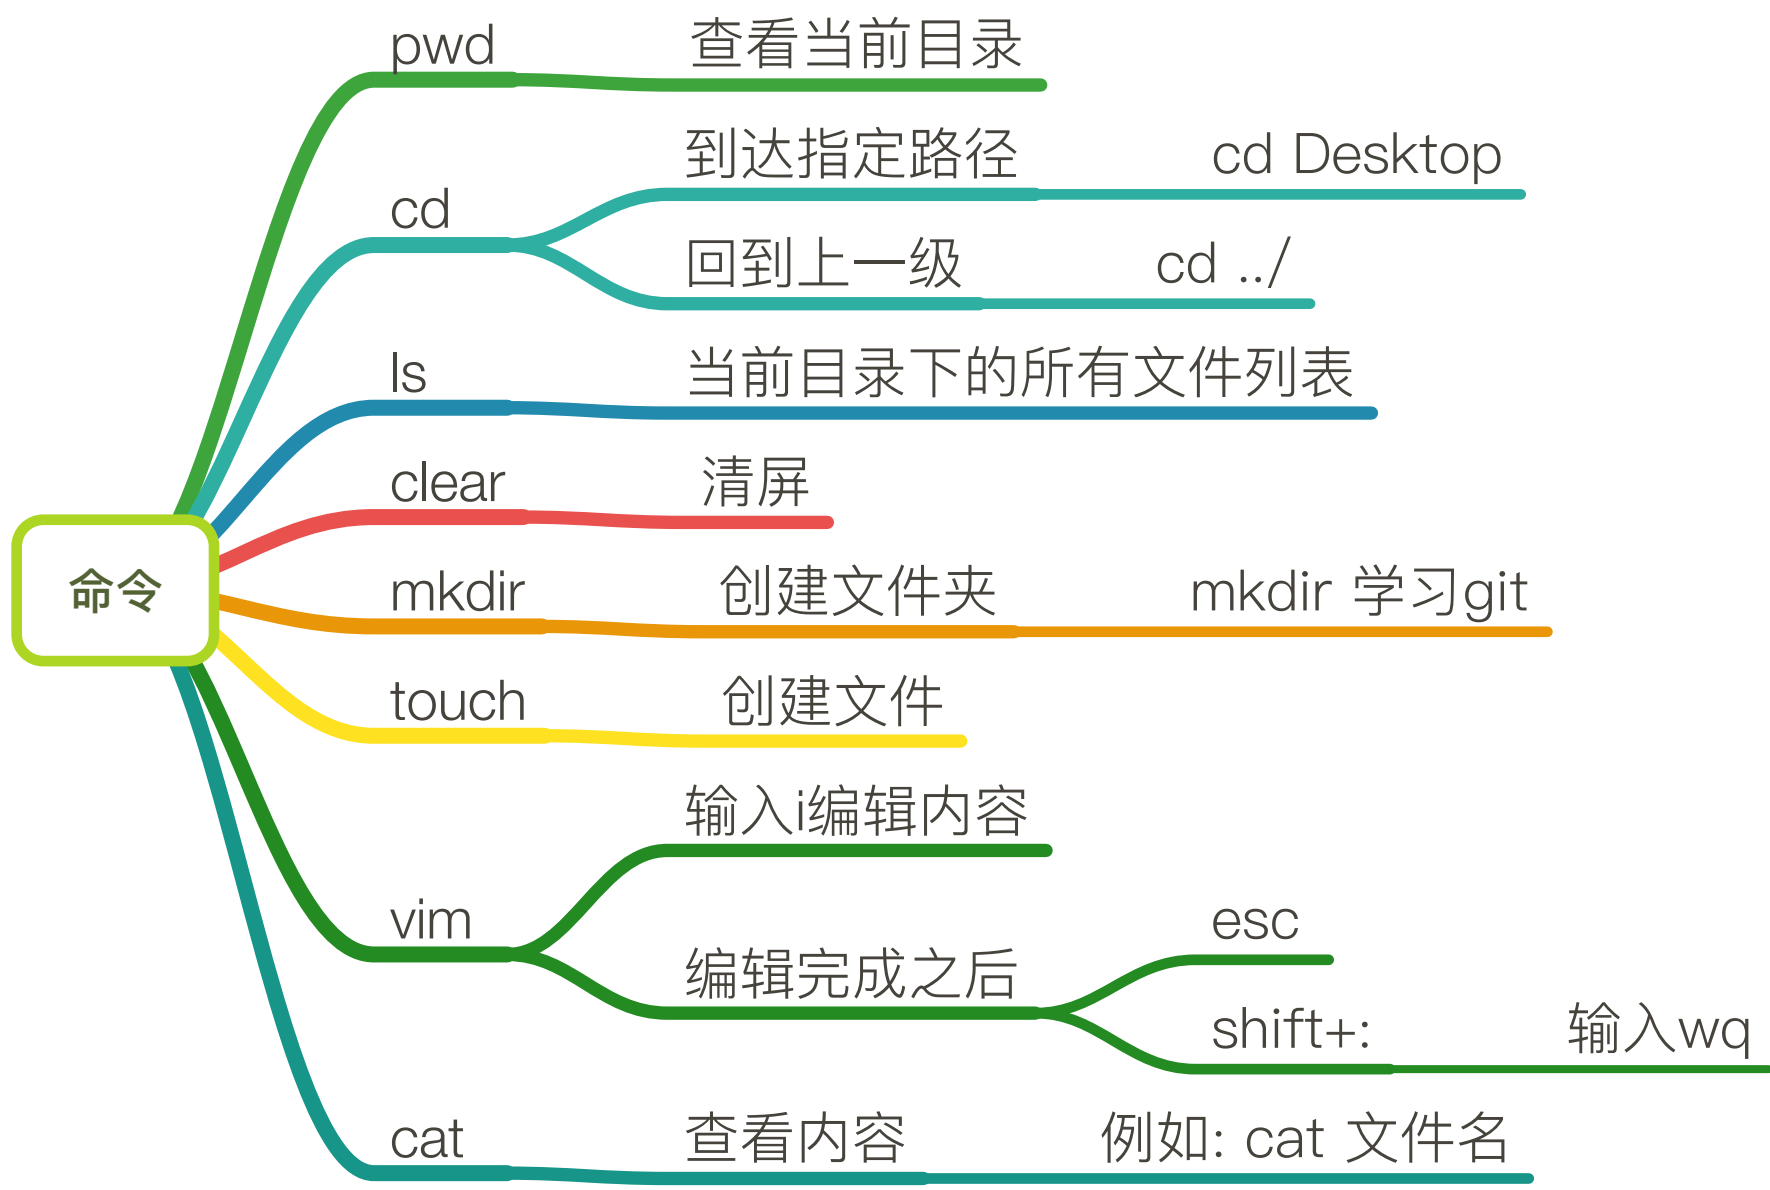 命令
pwd 查看当前目录
cd
到达指定路径 cd Desktop
回到上一级 cd ../
ls 当前目录下的所有文件列表
clear 清屏
mkdir 创建文件夹 mkdir 学习git
touch 创建文件
vim
输入i编辑内容
编辑完成之后
esc
shift+: 输入wq
cat 查看内容 例如: cat 文件名